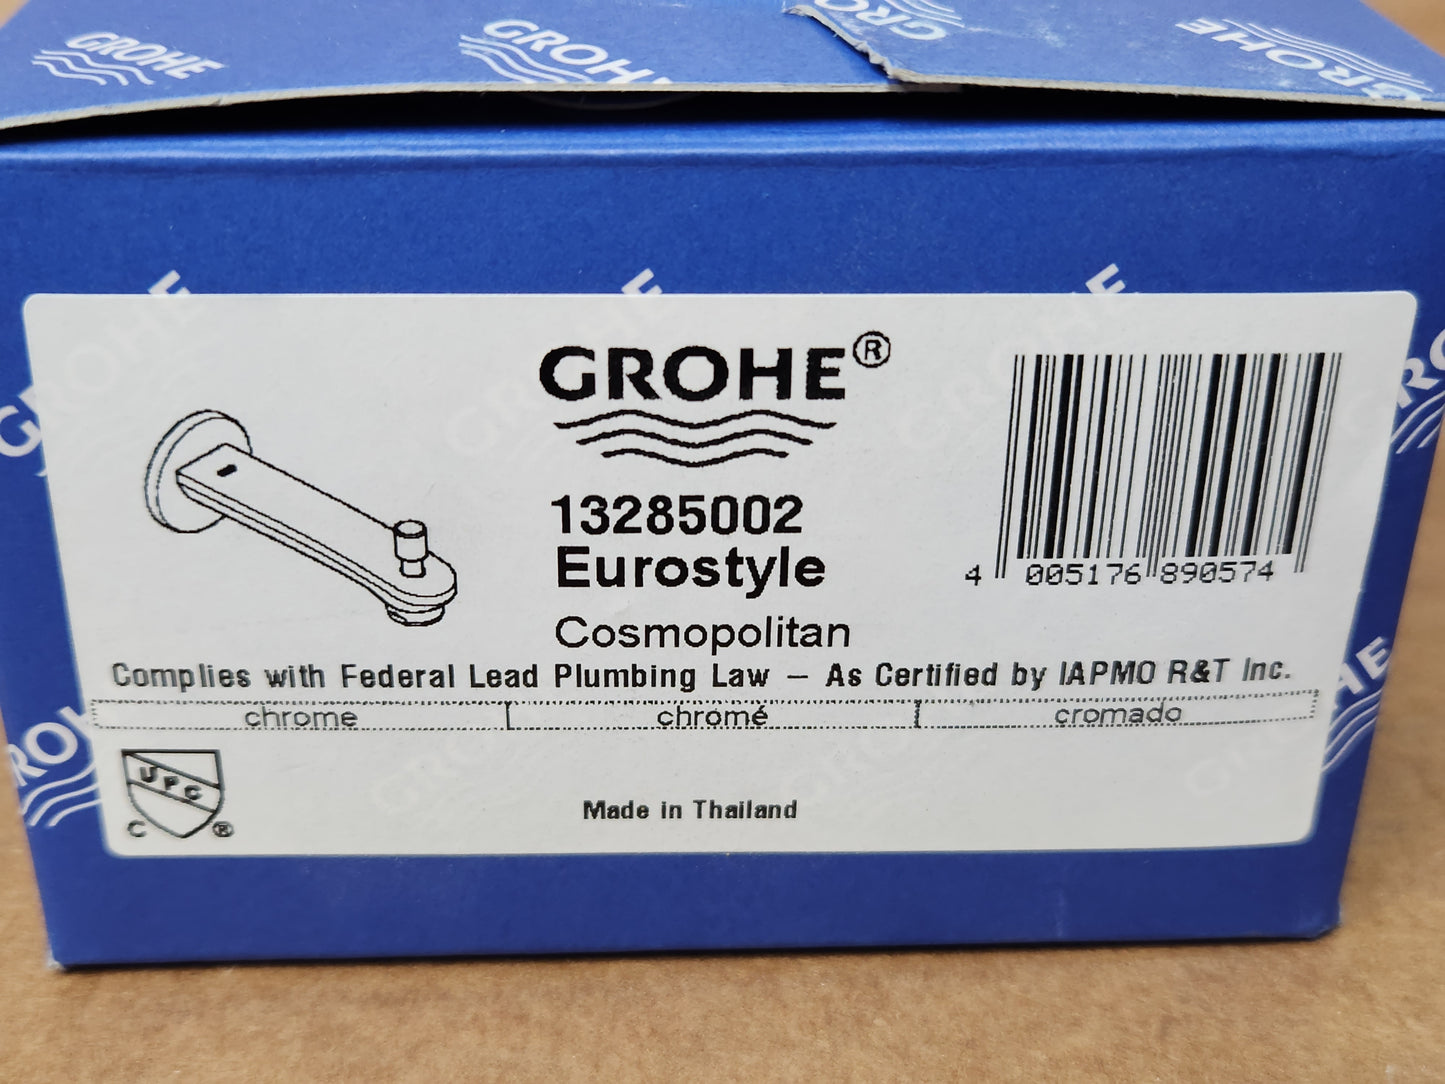 GROHE
GROHE
GROHE
GROHE
GROHE®
13285002
Eurostyle
Cosmopolitan
4 005176 890574
Complies with Federal Lead Plumbing Law – As Certified by IAPMO R&T Inc.
chrome chromé cromado
UPC
C ®
Made in Thailand